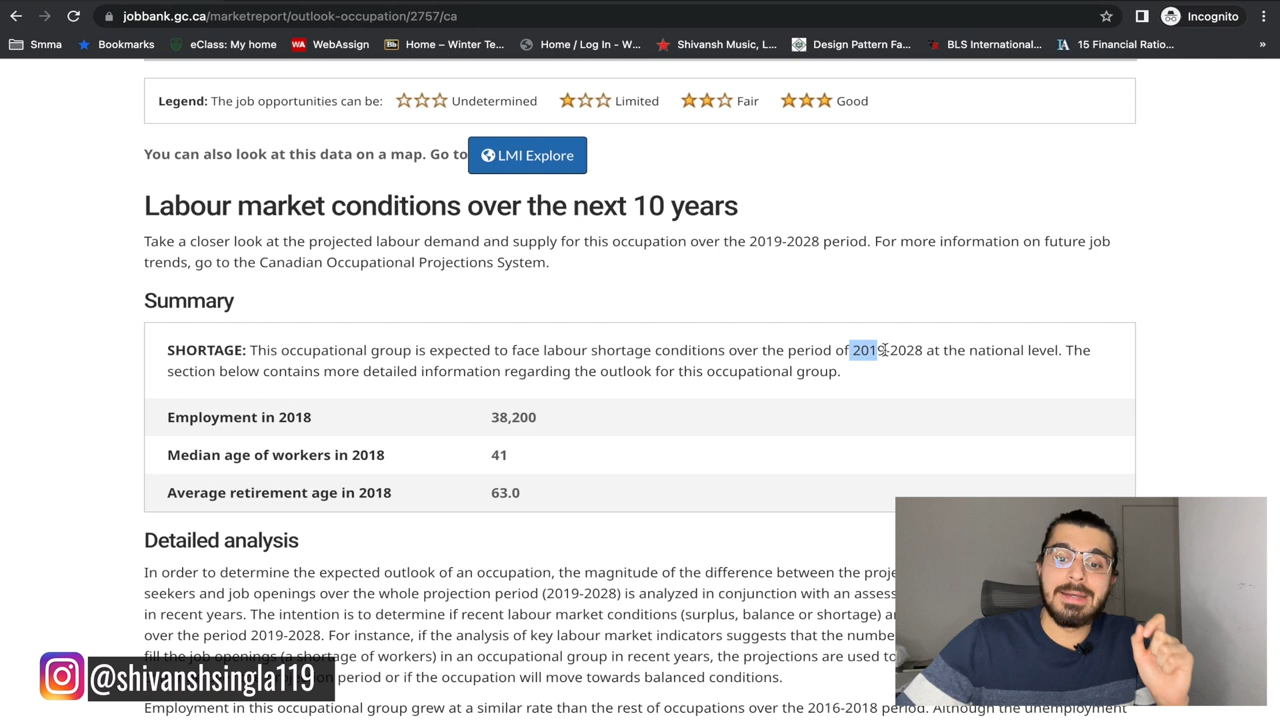 jobbank.gc.ca/marketreport/outlook-occupation/2757/ca
Incognito
Smma
Bookmarks
eClass: My home
WebAssign
Home – Winter Te...
Home / Log In - W...
Shivansh Music, L...
Design Pattern Fa...
BLS International...
15 Financial Ratio...
»
Legend: The job opportunities can be: Undetermined Limited Fair Good
You can also look at this data on a map. Go to LMI Explore
Labour market conditions over the next 10 years
Take a closer look at the projected labour demand and supply for this occupation over the 2019-2028 period. For more information on future job
trends, go to the Canadian Occupational Projections System.
Summary
SHORTAGE: This occupational group is expected to face labour shortage conditions over the period of 2019-2028 at the national level. The
section below contains more detailed information regarding the outlook for this occupational group.
Employment in 2018 38,200
Median age of workers in 2018 41
Average retirement age in 2018 63.0
Detailed analysis
In order to determine the expected outlook of an occupation, the magnitude of the difference between the
seekers and job openings over the whole projection period (2019-2028) is analyzed in conjunction with an
in recent years. The intention is to determine if recent labour market conditions (surplus, balance or shortage)
over the period 2019-2028. For instance, if the analysis of key labour market indicators suggests that the
fill the job openings (a shortage of workers) in an occupational group in recent years, the projections are used to
period or if the occupation will move towards balanced conditions.
@shivanshsingla119
Employment in this occupational group grew at a similar rate than the rest of occupations over the 2016-2018 period. Although the unemployment